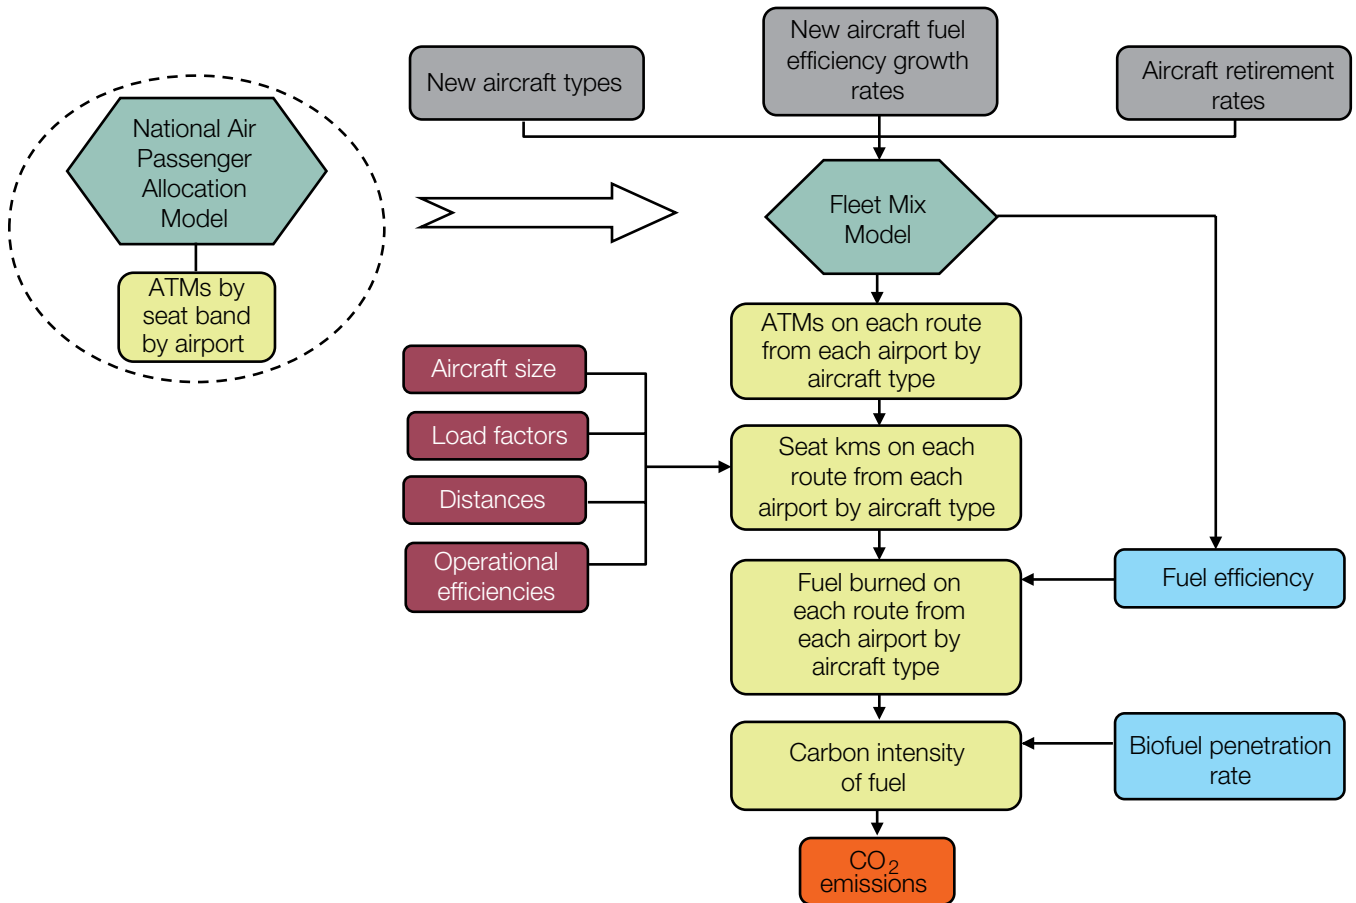 New aircraft types
New aircraft fuel
efficiency growth
rates
Aircraft retirement
rates
National Air
Passenger
Allocation
Model
ATMs by
seat band
by airport
Fleet Mix
Model
ATMs on each route
from each airport by
aircraft type
Aircraft size
Load factors
Distances
Operational
efficiencies
Seat kms on each
route from each
airport by aircraft type
Fuel burned on
each route from
each airport by
aircraft type
Fuel efficiency
Carbon intensity
of fuel
Biofuel penetration
rate
CO2
emissions